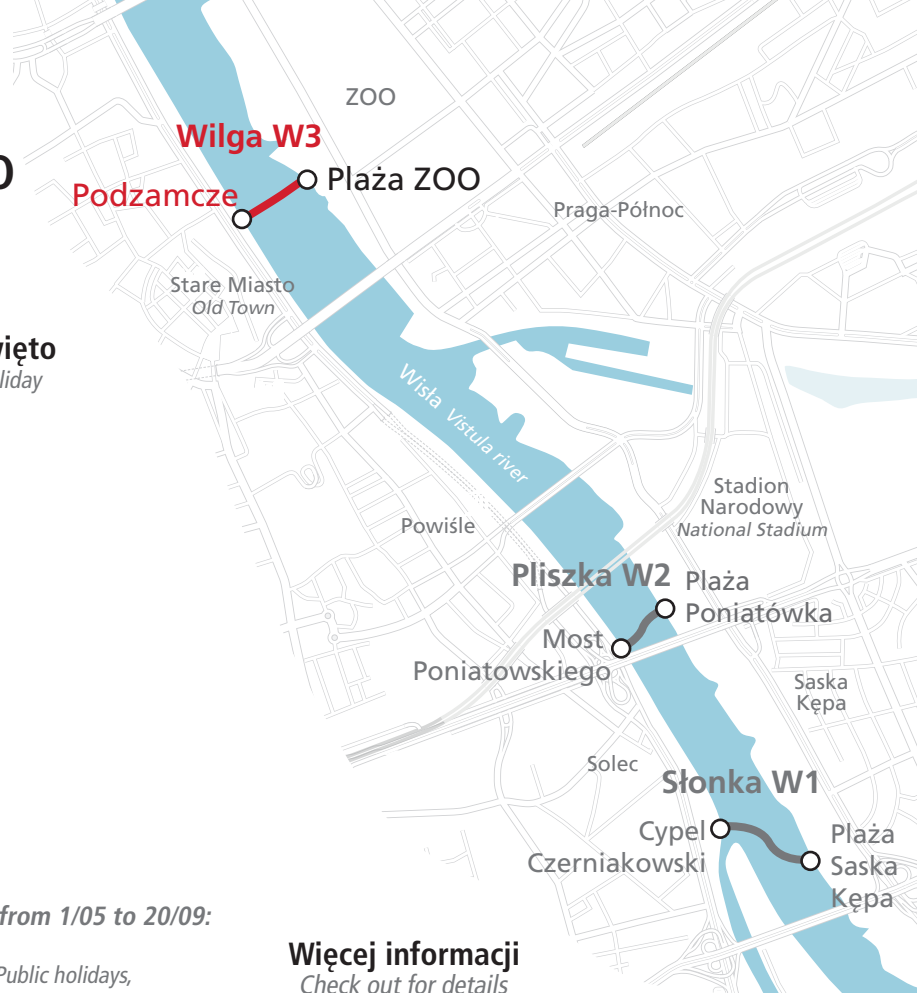 ZOO
Wilga W3
Plaża ZOO
Podzamcze
Praga-Północ
Stare Miasto
Old Town
Wisła Vistula river
Stadion
Narodowy
National Stadium
Powiśle
Pliszka W2
Plaża
Poniatówka
Most
Poniatowskiego
Saska
Kępa
Solec
Słonka W1
Cypel
Czerniakowski
Plaża
Saska
Kępa
from 1/05 to 20/09:
Public holidays,
Więcej informacji
Check out for details